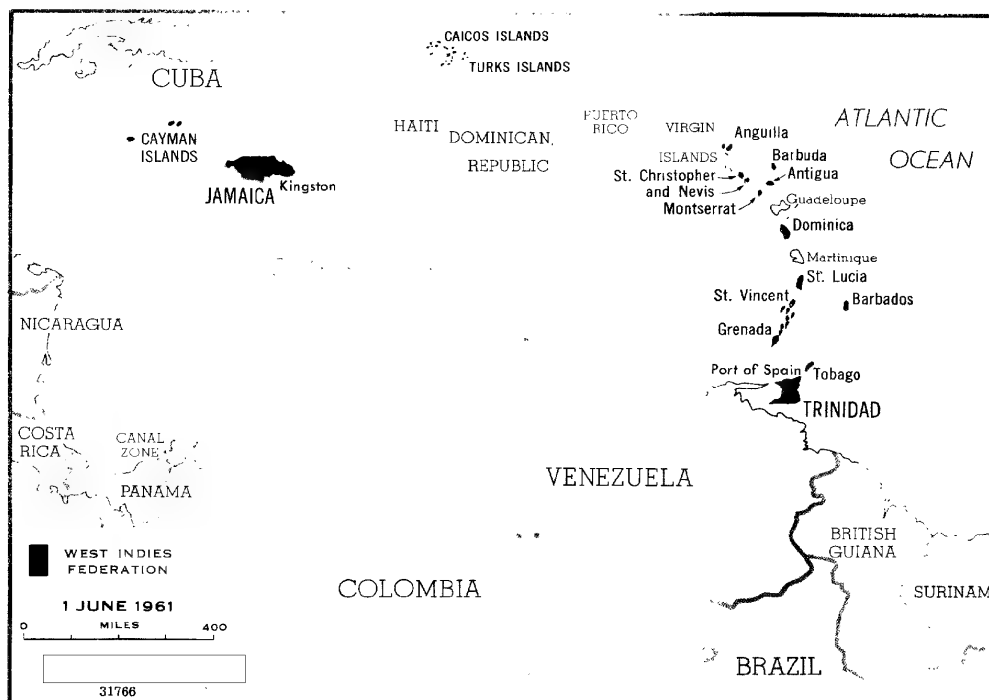 CAICOS ISLANDS
TURKS ISLANDS
CUBA
CAYMAN
ISLANDS
JAMAICA
Kingston
HAITI
DOMINICAN,
REPUBLIC
PUERTO
RICO
VIRGIN
ISLANDS
Anguilla
ATLANTIC
OCEAN
Barbuda
Antigua
St. Christopher
and Nevis
Montserrat
Guadeloupe
Dominica
Martinique
St. Lucia
St. Vincent
Barbados
Grenada
Port of Spain
Tobago
TRINIDAD
NICARAGUA
COSTA
RICA
CANAL
ZONE
PANAMA
VENEZUELA
BRITISH
GUIANA
SURINAM
COLOMBIA
BRAZIL
WEST INDIES
FEDERATION
1 JUNE 1961
MILES
0 400
31766